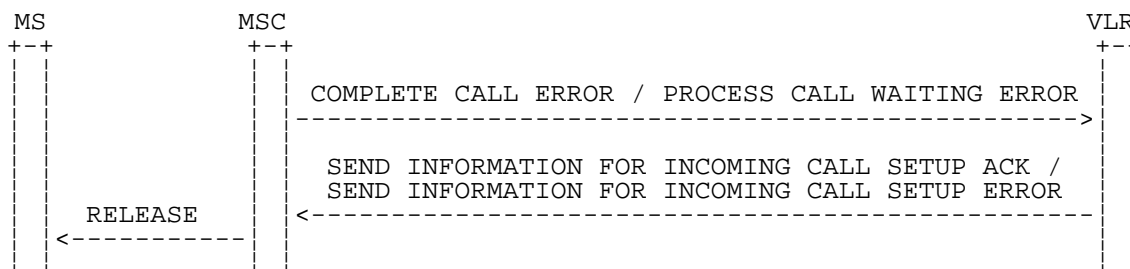 MS MSC VLR
COMPLETE CALL ERROR / PROCESS CALL WAITING ERROR
SEND INFORMATION FOR INCOMING CALL SETUP ACK /
SEND INFORMATION FOR INCOMING CALL SETUP ERROR
RELEASE